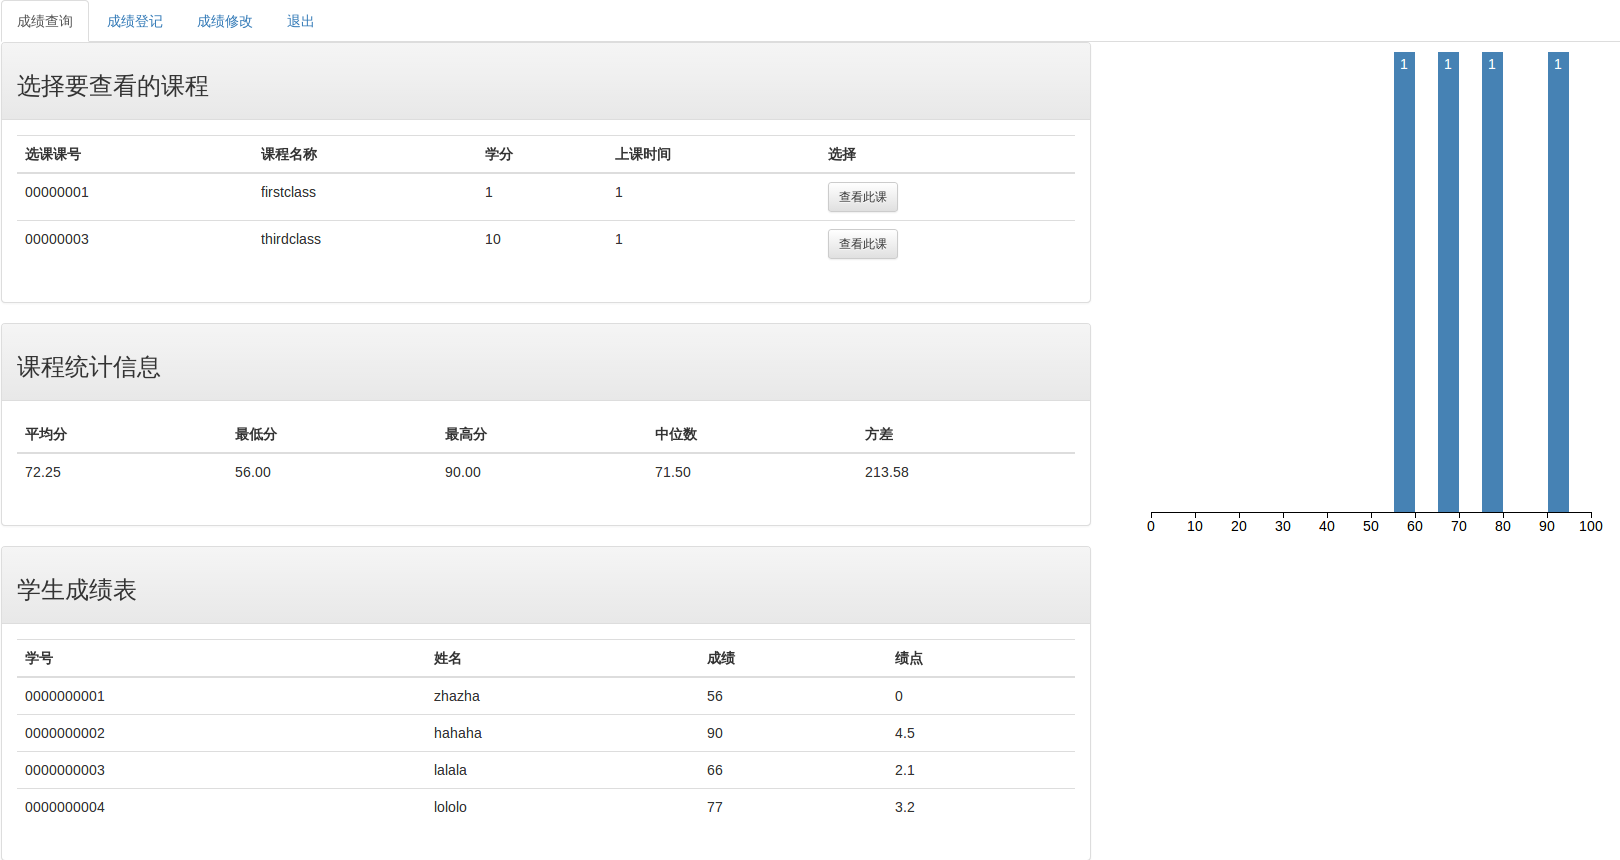 成绩查询 成绩登记 成绩修改 退出
选择要查看的课程
选课课号 课程名称 学分 上课时间 选择
00000001 firstclass 1 1 查看此课
00000003 thirdclass 10 1 查看此课
课程统计信息
平均分 最低分 最高分 中位数 方差
72.25 56.00 90.00 71.50 213.58
学生成绩表
学号 姓名 成绩 绩点
0000000001 zhazha 56 0
0000000002 hahaha 90 4.5
0000000003 lalala 66 2.1
0000000004 lololo 77 3.2
1 1 1 1
0 10 20 30 40 50 60 70 80 90 100